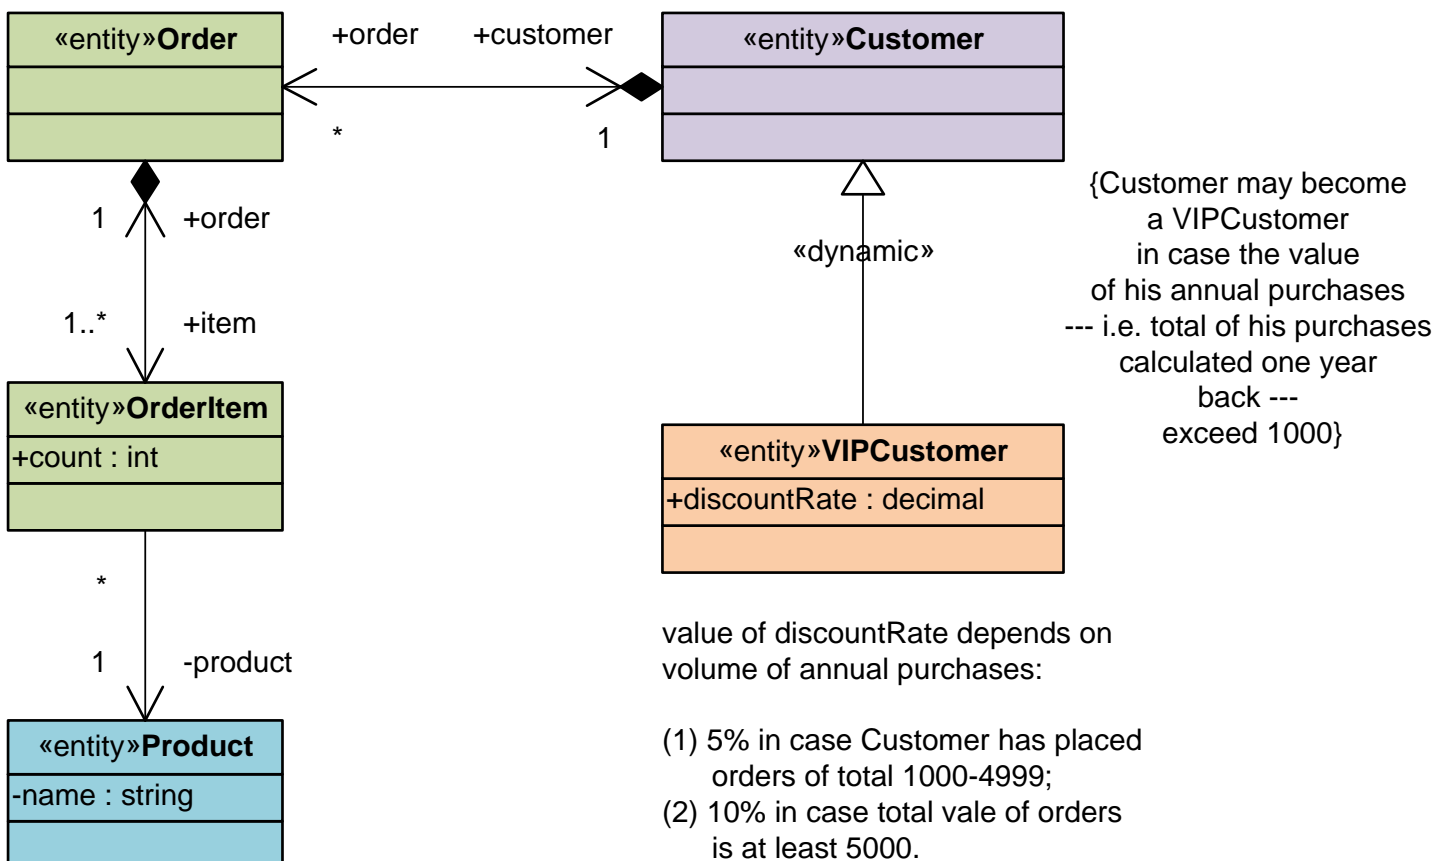 «entity»Order
+order
+customer
*
1
«entity»Customer
1
+order
1..*
+item
«entity»OrderItem
+count : int
*
1
-product
«entity»Product
-name : string
«dynamic»
{Customer may become
a VIPCustomer
in case the value
of his annual purchases
--- i.e. total of his purchases
calculated one year
back ---
exceed 1000}
«entity»VIPCustomer
+discountRate : decimal
value of discountRate depends on
volume of annual purchases:
(1) 5% in case Customer has placed
orders of total 1000-4999;
(2) 10% in case total vale of orders
is at least 5000.